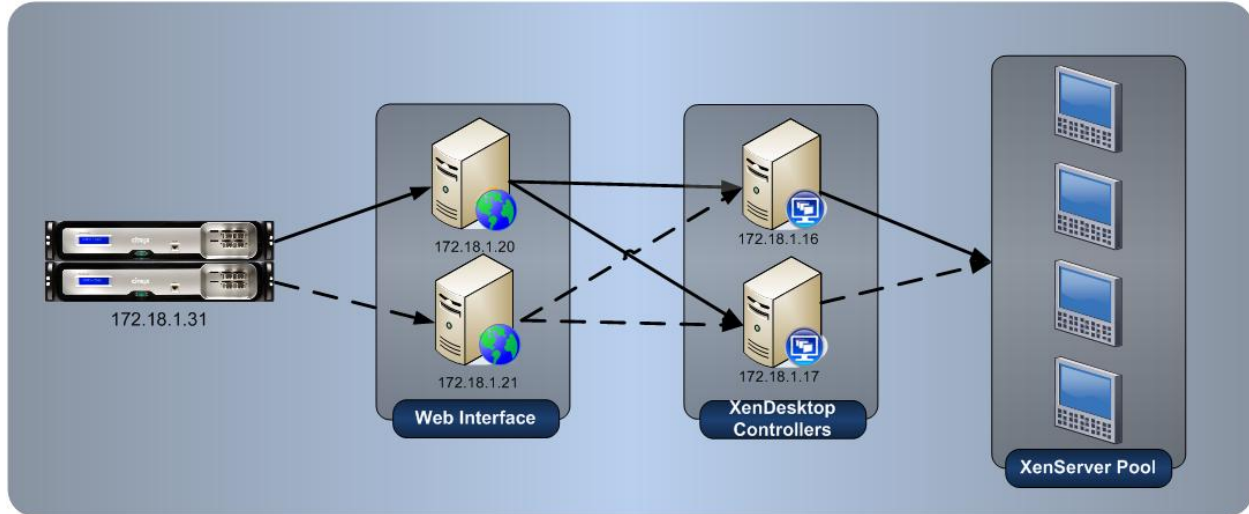 172.18.1.31
172.18.1.20
172.18.1.21
Web Interface
172.18.1.16
172.18.1.17
XenDesktop
Controllers
XenServer Pool